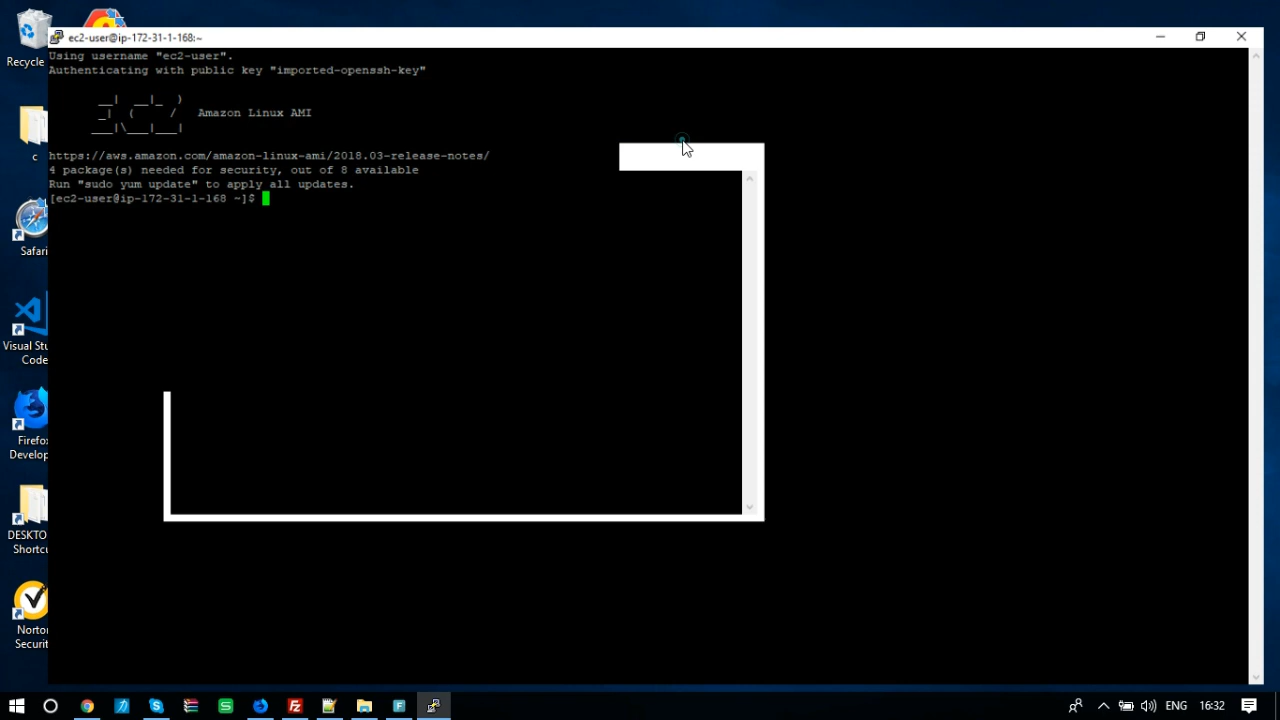 Recycle
ec2-user@ip-172-31-1-168:~
Using username "ec2-user".
Authenticating with public key "imported-openssh-key"
__|  __|_  )
_|  (     /   Amazon Linux AMI
___|\___|___|
https://aws.amazon.com/amazon-linux-ami/2018.03-release-notes/
4 package(s) needed for security, out of 8 available
Run "sudo yum update" to apply all updates.
[ec2-user@ip-172-31-1-168 ~]$
c
Safari
Visual Stu
Code
Firefox
Develop
DESKTO
Shortc
Norton
Securit
ENG
16:32